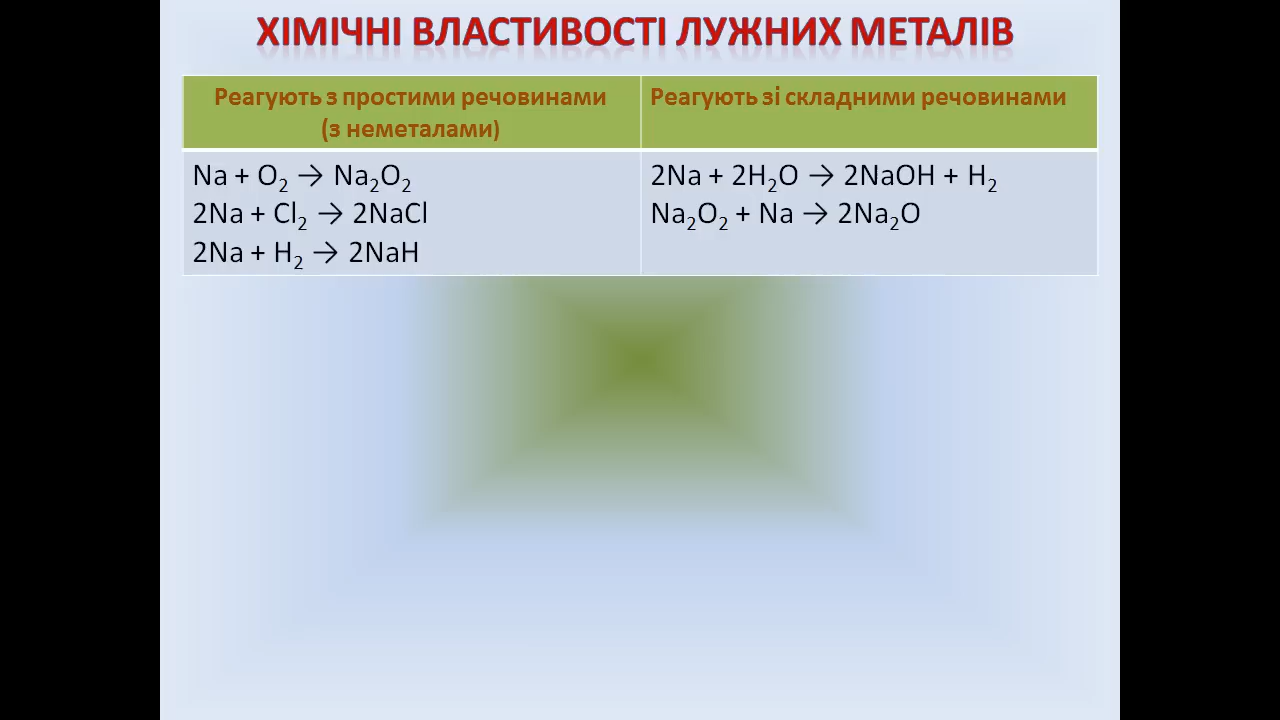 ХІМІЧНІ ВЛАСТИВОСТІ ЛУЖНИХ МЕТАЛІВ
Реагують з простими речовинами
(з неметалами)
Реагують зі складними речовинами
Na + O₂ → Na₂O₂
2Na + Cl₂ → 2NaCl
2Na + H₂ → 2NaH
2Na + 2H₂O → 2NaOH + H₂
Na₂O₂ + Na → 2Na₂O